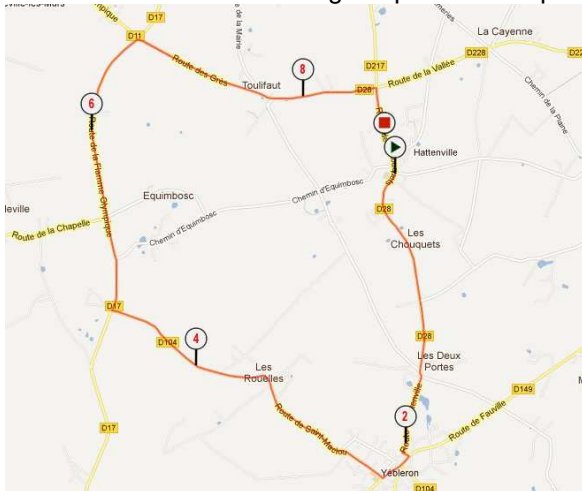 D17
D11
D17
D217
La Cayenne
D228
Route de la Vallée
Route des Grés
8
Toulifaut
D28
Chemin de la Plaine
6
Hattenville
Route de la Flamme Olympique
Equimbosc
Chemin d'Equimbosc
D28
Route de la Chapelle
Chemin d'Equimbosc
Les
Chouquets
D17
D104
4
D28
Les Deux
Portes
Les
Rouelles
D149
Route de Saint-Maclou
2
Route de Fauville
D17
Yébleron
D104